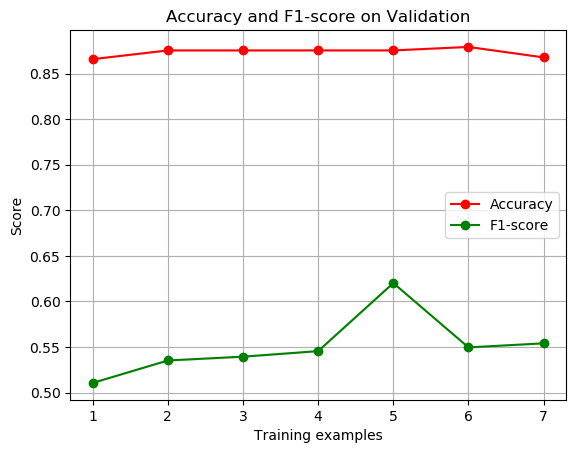 Accuracy and F1-score on Validation
0.85
0.80
0.75
0.70
0.65
0.60
0.55
0.50
Score
Accuracy
F1-score
1 2 3 4 5 6 7
Training examples